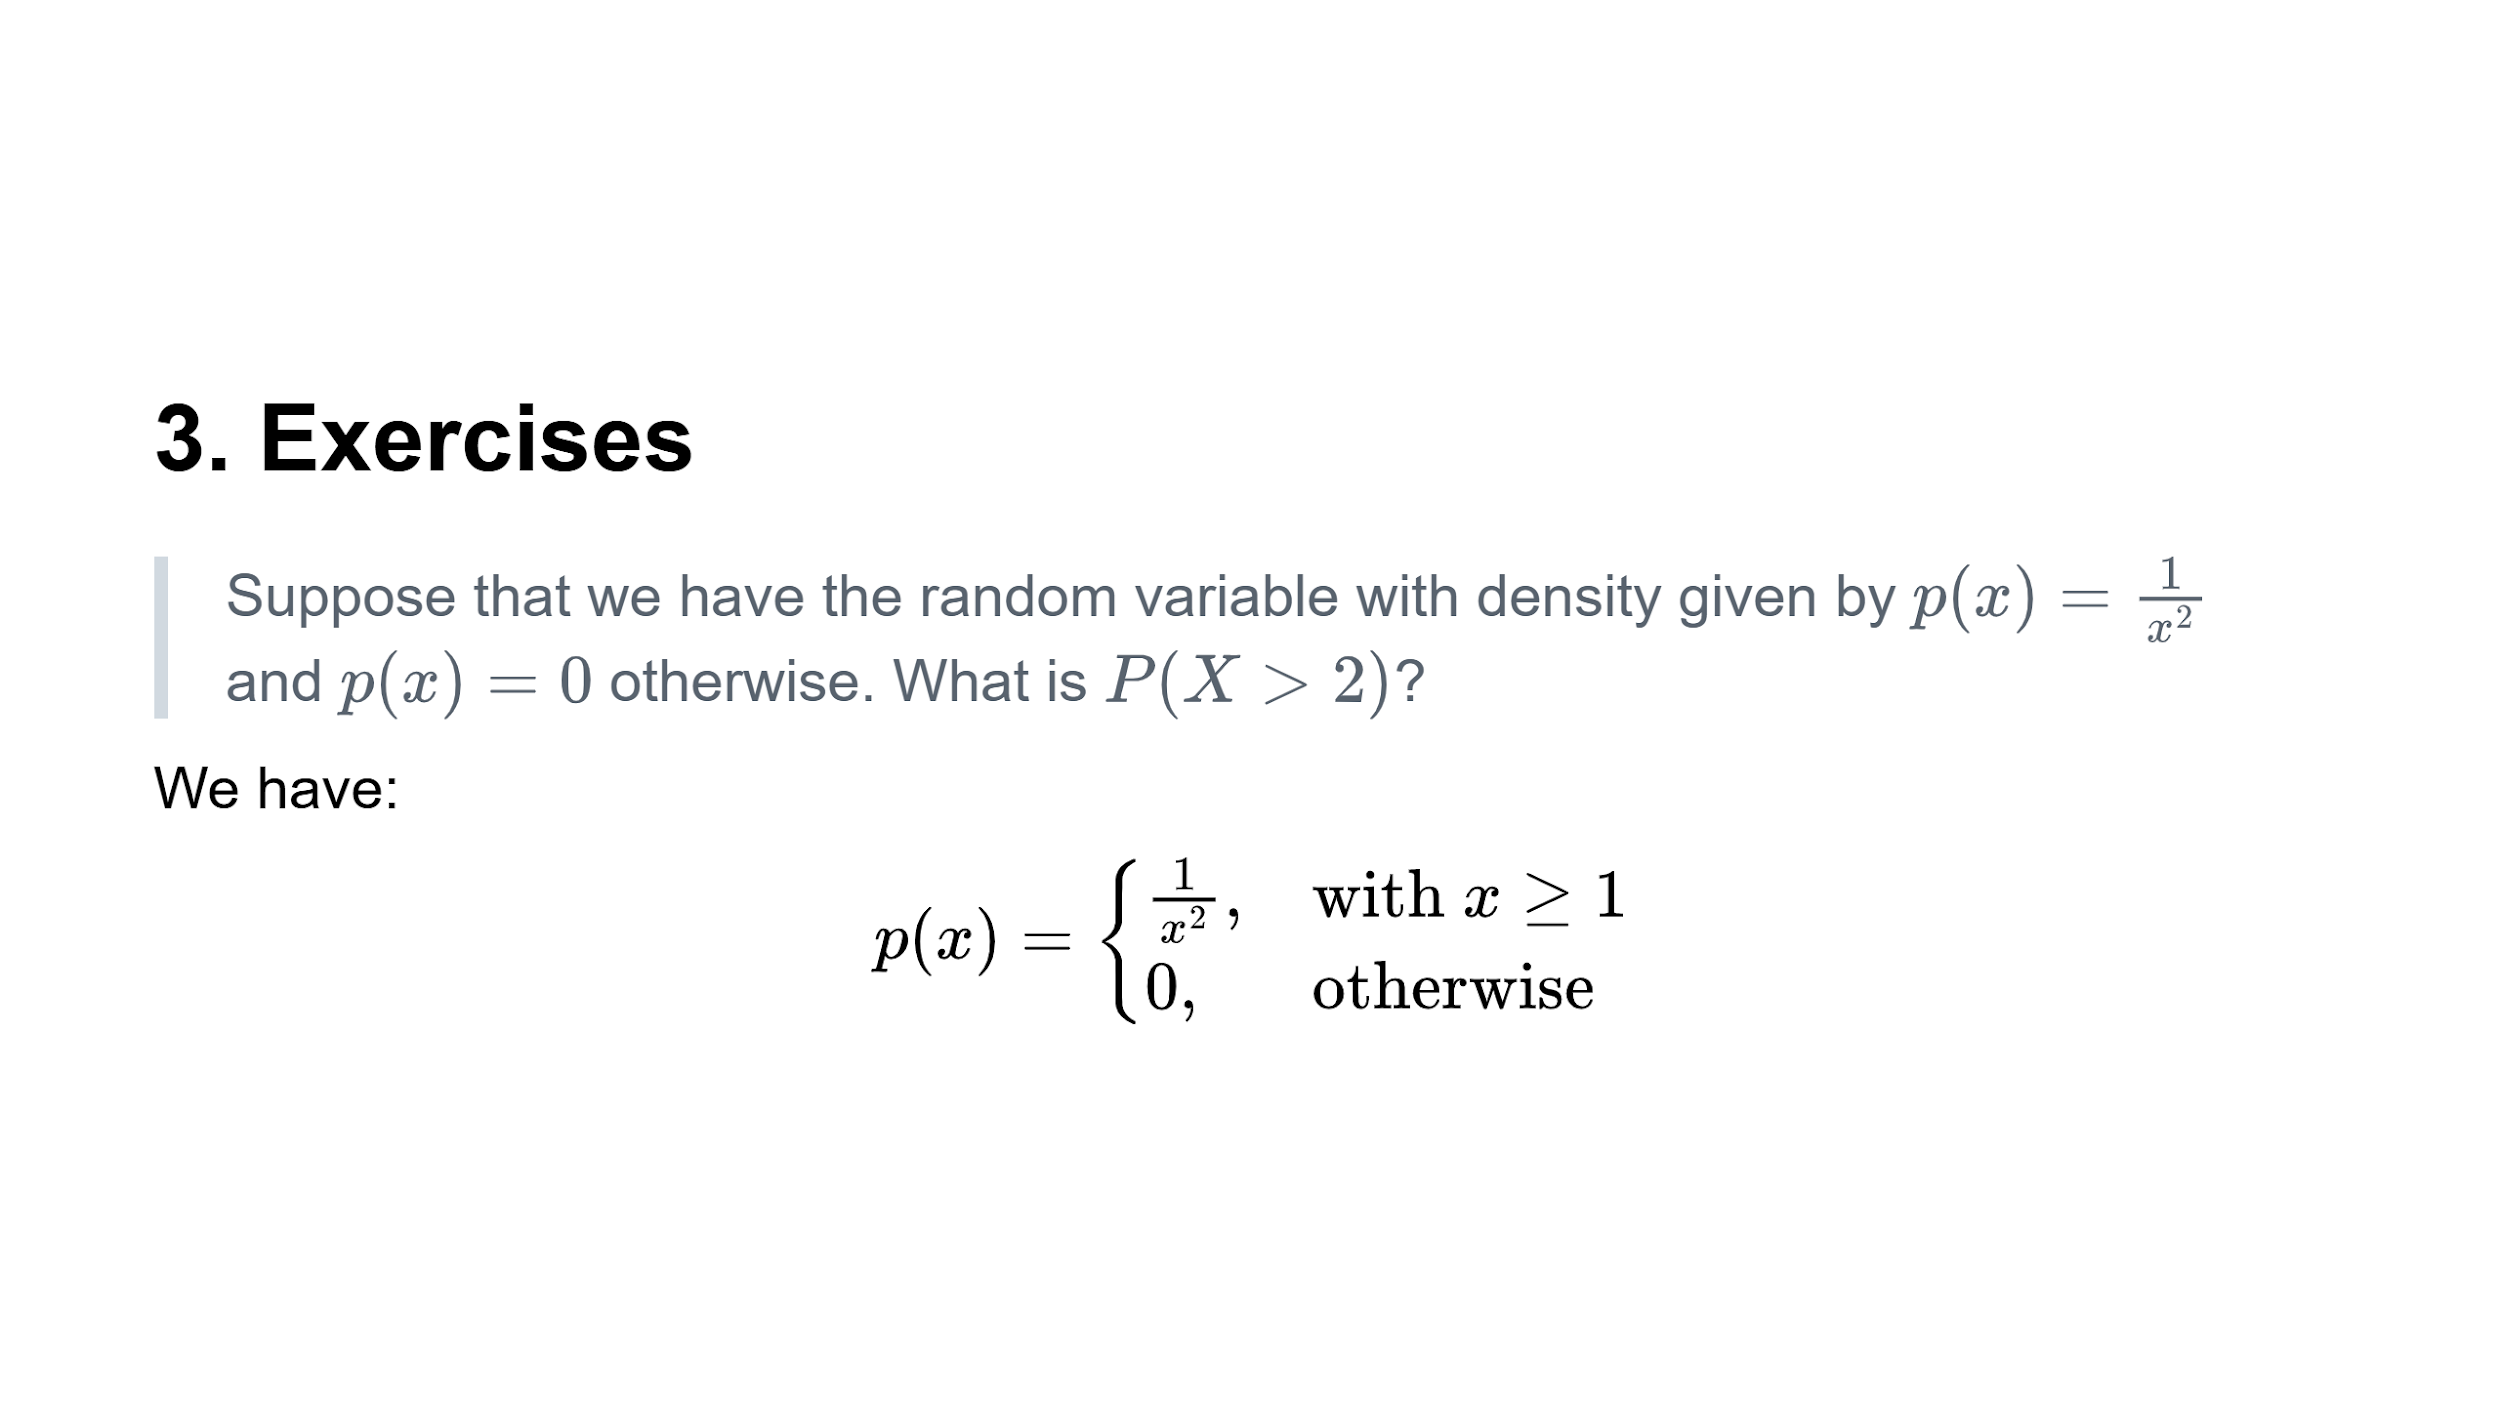 3. Exercises
Suppose that we have the random variable with density given by p(x) = 1/x²
and p(x) = 0 otherwise. What is P(X > 2)?
We have:
p(x) = { 1/x², with x ≥ 1
0, otherwise